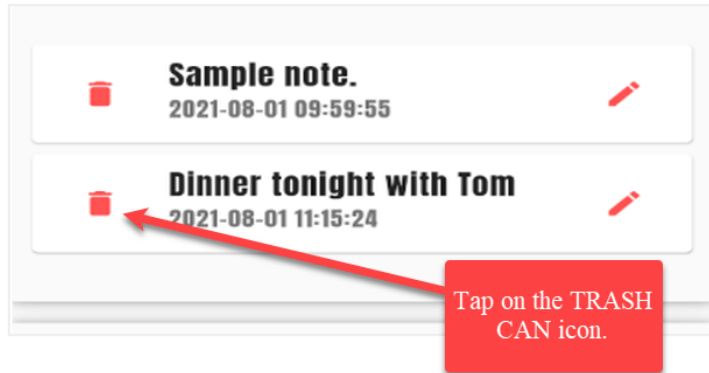 Sample note.
2021-08-01 09:59:55
Dinner tonight with Tom
2021-08-01 11:15:24
Tap on the TRASH
CAN icon.